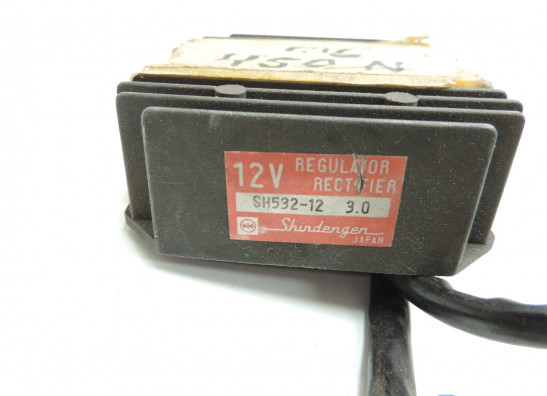 12V REGULATOR
RECTIFIER
SH532-12 3.0
Shindengen
JAPAN